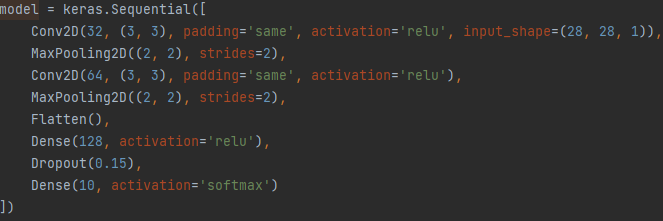 model = keras.Sequential([
    Conv2D(32, (3, 3), padding='same', activation='relu', input_shape=(28, 28, 1)),
    MaxPooling2D((2, 2), strides=2),
    Conv2D(64, (3, 3), padding='same', activation='relu'),
    MaxPooling2D((2, 2), strides=2),
    Flatten(),
    Dense(128, activation='relu'),
    Dropout(0.15),
    Dense(10, activation='softmax')
])